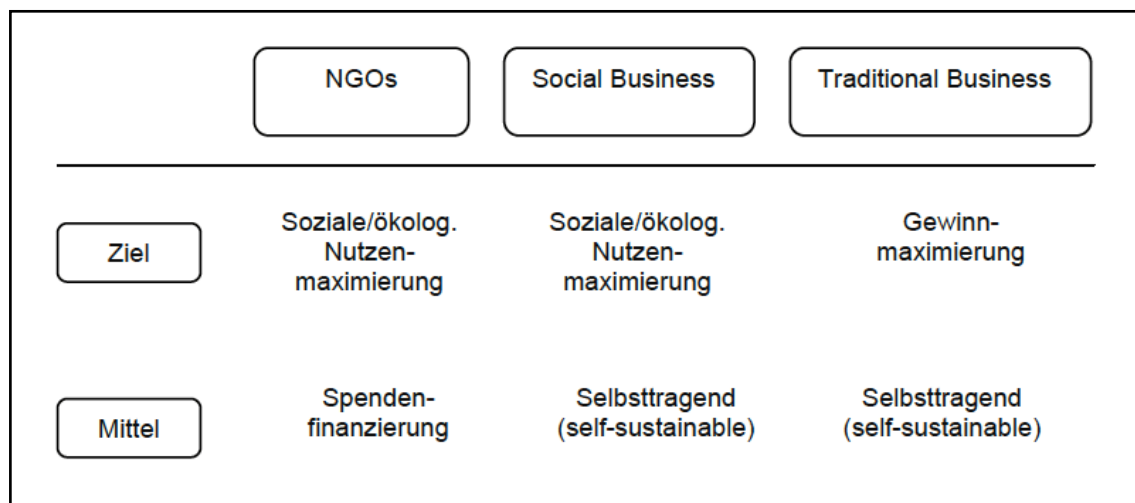 NGOs
Social Business
Traditional Business
Ziel
Soziale/ökolog.
Nutzen-
maximierung
Soziale/ökolog.
Nutzen-
maximierung
Gewinn-
maximierung
Mittel
Spenden-
finanzierung
Selbsttragend
(self-sustainable)
Selbsttragend
(self-sustainable)